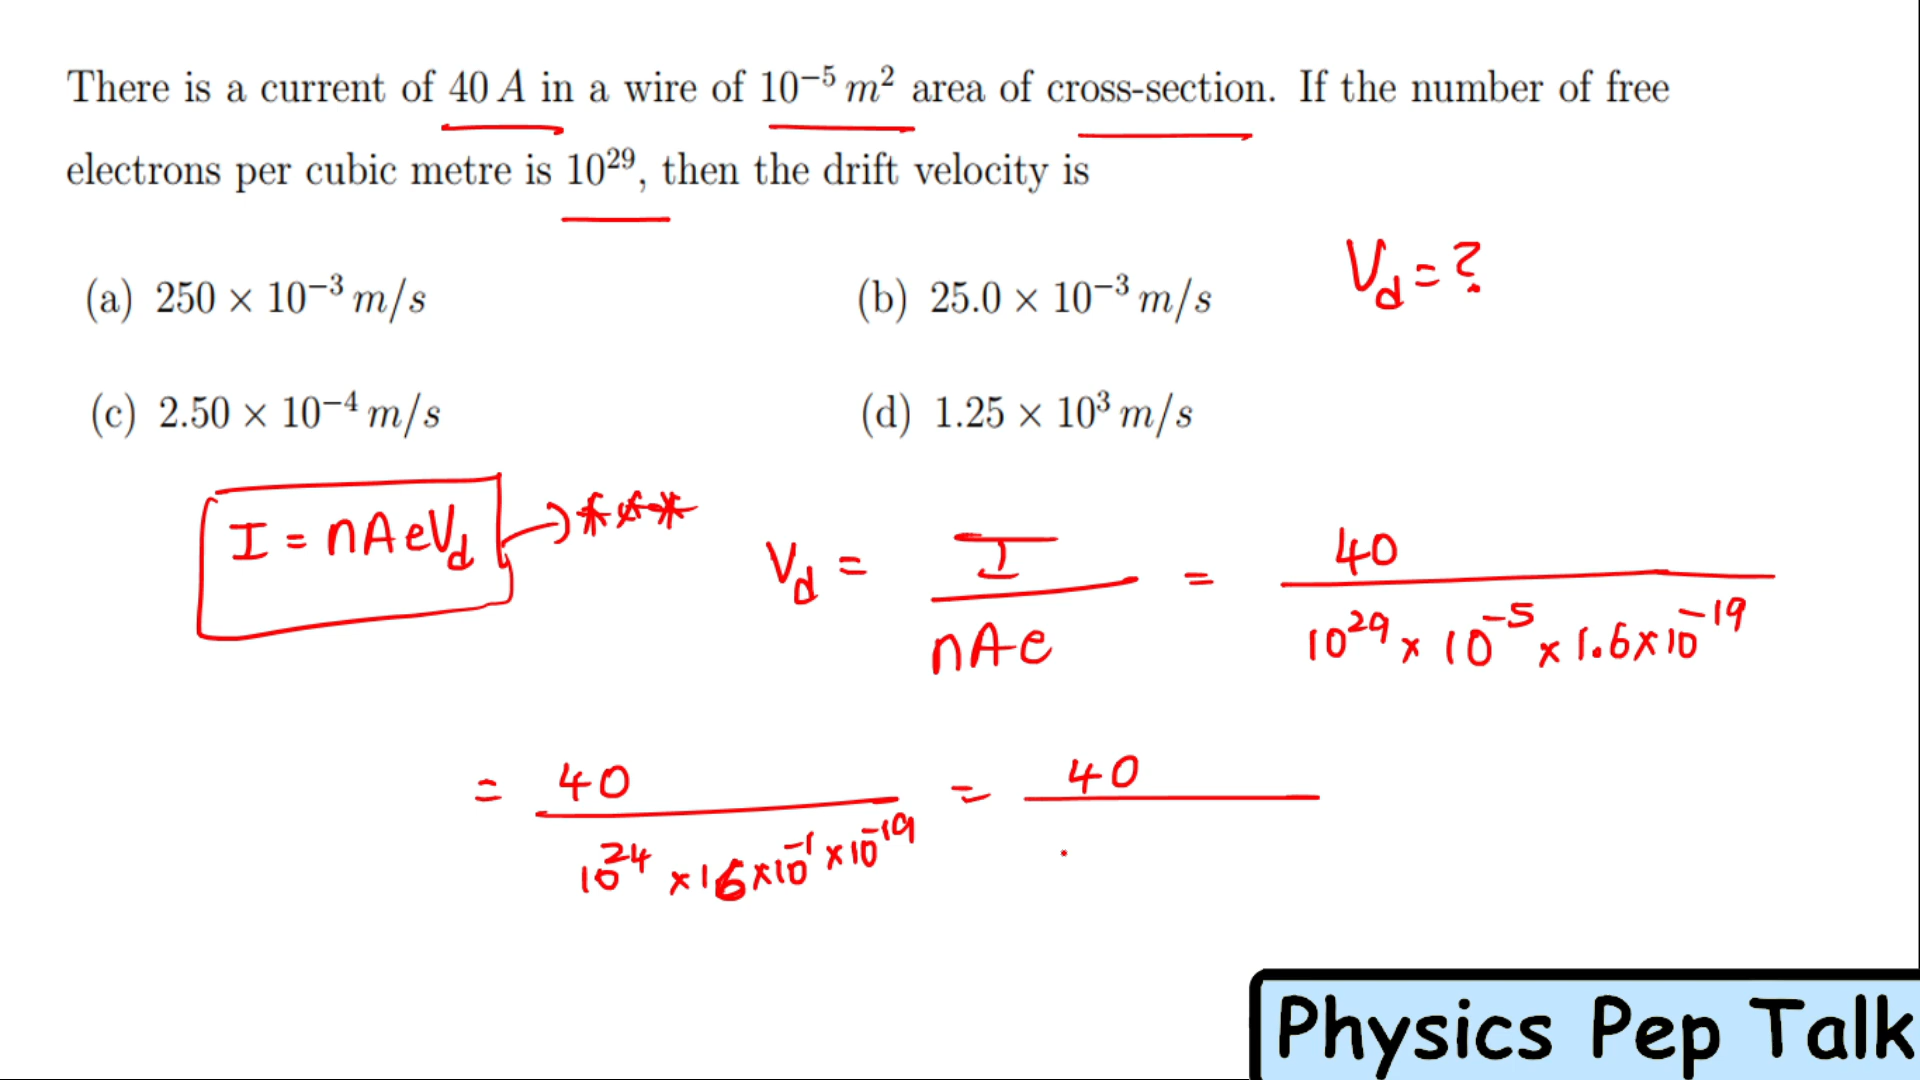 There is a current of 40 A in a wire of 10⁻⁵ m² area of cross-section. If the number of free
electrons per cubic metre is 10²⁹, then the drift velocity is
V_d = ?
(a) 250 × 10⁻³ m/s (b) 25.0 × 10⁻³ m/s
(c) 2.50 × 10⁻⁴ m/s (d) 1.25 × 10³ m/s
I = nAeV_d → ***
V_d = I / nAe = 40 / 10²⁹ × 10⁻⁵ × 1.6 × 10⁻¹⁹
= 40 / 10²⁴ × 16 × 10⁻¹ × 10⁻¹⁹ = 40 / .
Physics Pep Talk